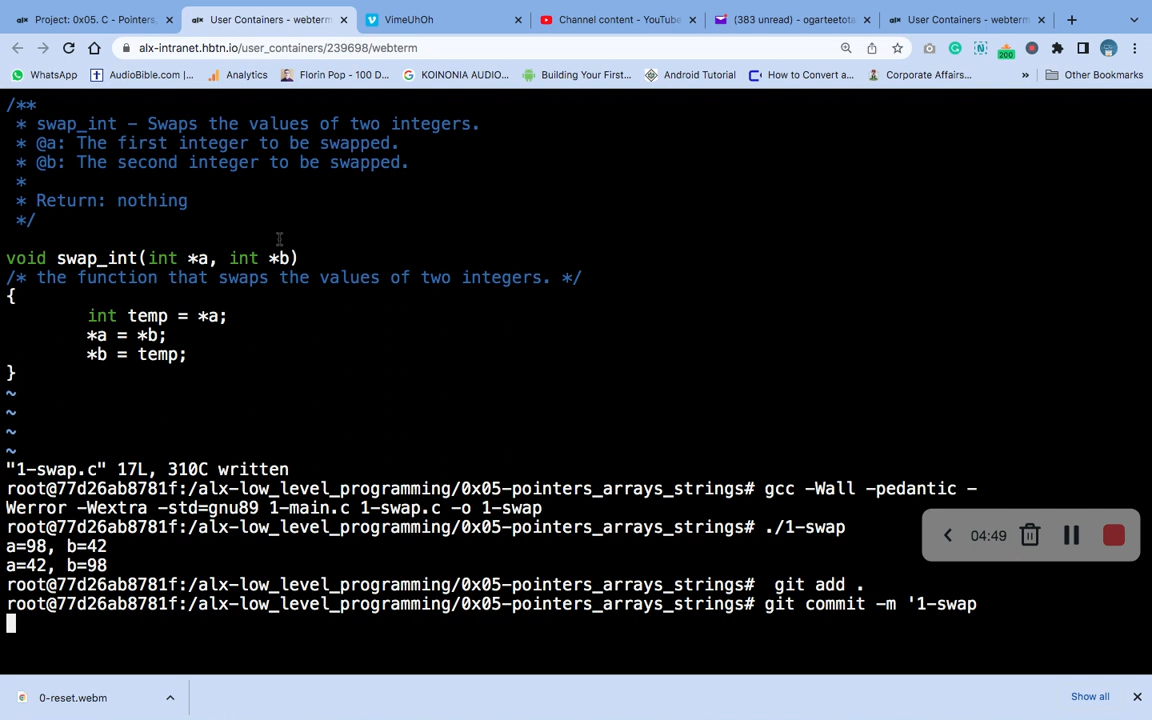 Project: 0x05. C - Pointers,
User Containers - webterm
VimeUhOh
Channel content - YouTube
(383 unread) - ogarteetota
User Containers - webterm
alx-intranet.hbtn.io/user_containers/239698/webterm
200
WhatsApp
AudioBible.com |...
Analytics
Florin Pop - 100 D...
KOINONIA AUDIO...
Building Your First...
Android Tutorial
How to Convert a...
Corporate Affairs...
»
Other Bookmarks
/**
* swap_int - Swaps the values of two integers.
* @a: The first integer to be swapped.
* @b: The second integer to be swapped.
*
* Return: nothing
*/
void swap_int(int *a, int *b)
/* the function that swaps the values of two integers. */
{
int temp = *a;
*a = *b;
*b = temp;
}
~
~
~
~
"1-swap.c" 17L, 310C written
root@77d26ab8781f:/alx-low_level_programming/0x05-pointers_arrays_strings# gcc -Wall -pedantic -
Werror -Wextra -std=gnu89 1-main.c 1-swap.c -o 1-swap
root@77d26ab8781f:/alx-low_level_programming/0x05-pointers_arrays_strings# ./1-swap
a=98, b=42
a=42, b=98
root@77d26ab8781f:/alx-low_level_programming/0x05-pointers_arrays_strings#  git add .
root@77d26ab8781f:/alx-low_level_programming/0x05-pointers_arrays_strings# git commit -m '1-swap
04:49
0-reset.webm
Show all